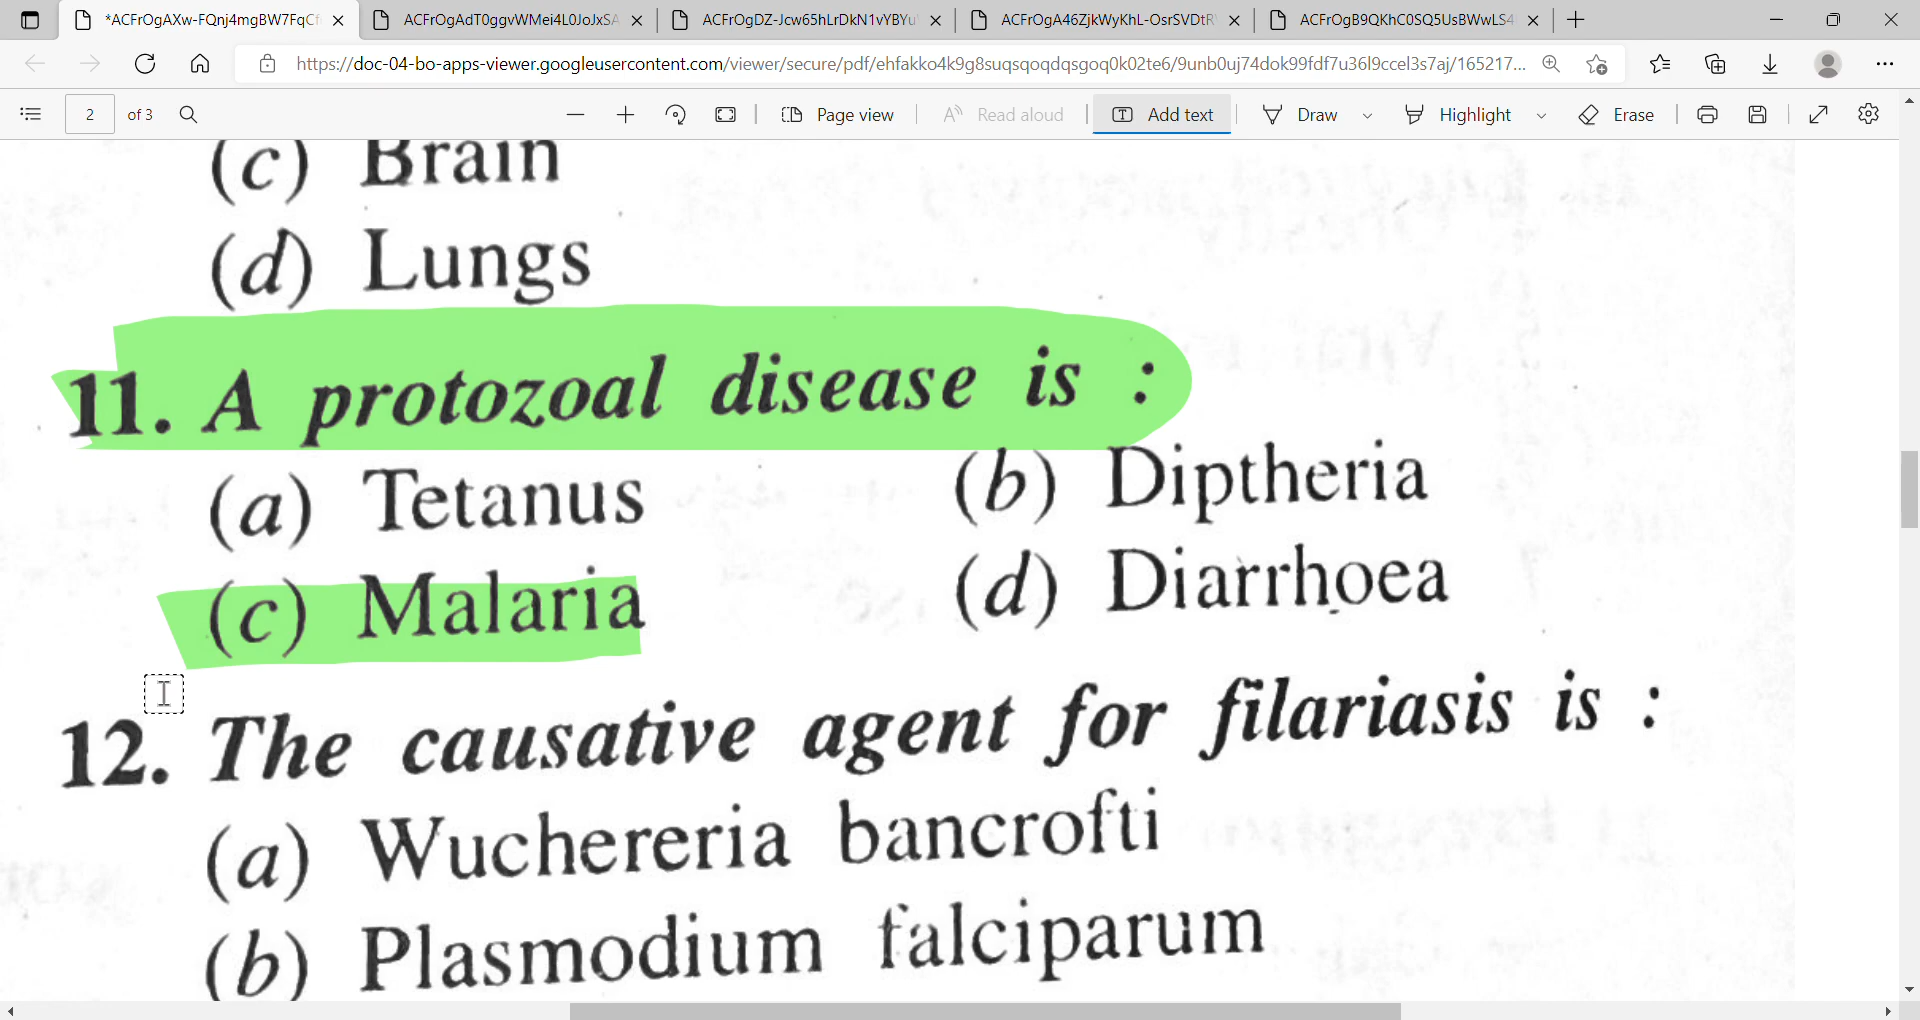 *ACFrOgAXw-FQnj4mgBW7FqCf
ACFrOgAdT0ggvWMei4L0JoJxSA
ACFrOgDZ-Jcw65hLrDkN1vYBYu
ACFrOgA46ZjkWyKhL-OsrSVDtR
ACFrOgB9QKhC0SQ5UsBWwLS4
https://doc-04-bo-apps-viewer.googleusercontent.com/viewer/secure/pdf/ehfakko4k9g8suqsqoqdqsgoq0k02te6/9unb0uj74dok99fdf7u36l9ccel3s7aj/165217...
2 of 3 Page view Read aloud Add text Draw Highlight Erase
(c) Brain
(d) Lungs
11. A protozoal disease is :
(a) Tetanus (b) Diptheria
(c) Malaria (d) Diarrhoea
12. The causative agent for filariasis is :
(a) Wuchereria bancrofti
(b) Plasmodium falciparum